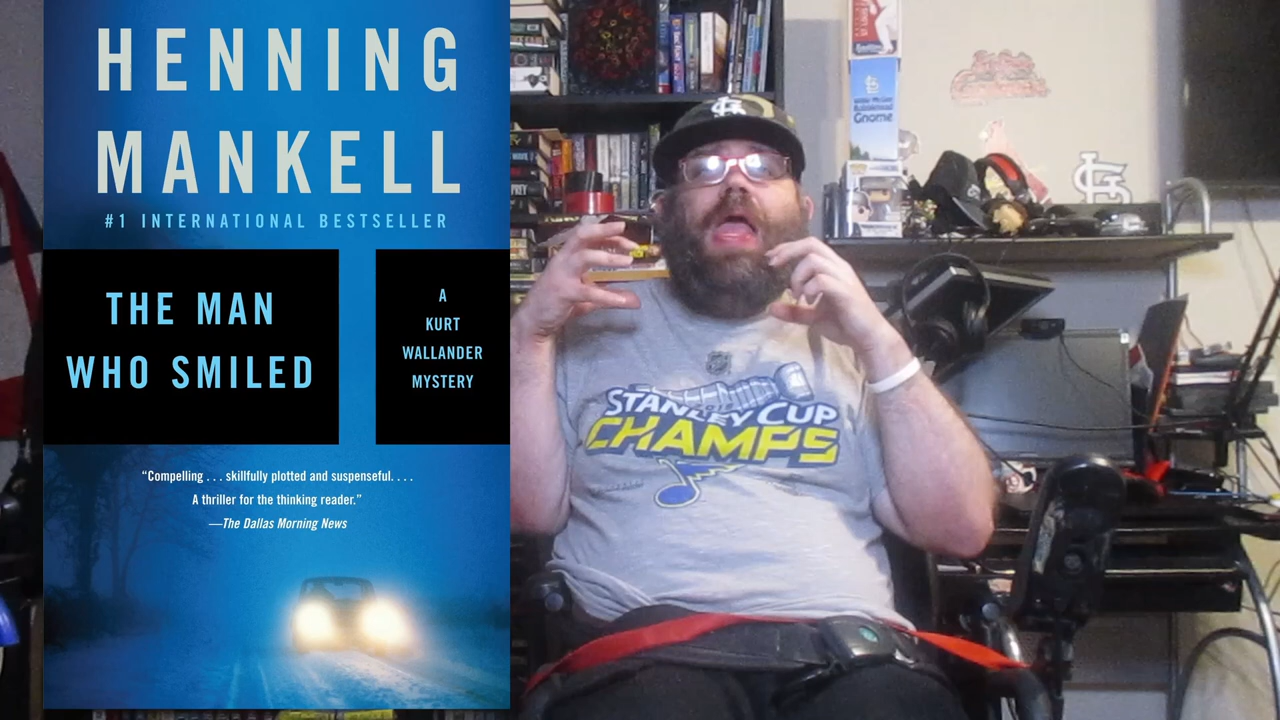 HENNING
MANKELL
#1 INTERNATIONAL BESTSELLER
THE MAN
WHO SMILED
A
KURT
WALLANDER
MYSTERY
“Compelling . . . skillfully plotted and suspenseful. . . .
A thriller for the thinking reader.”
—The Dallas Morning News
STANLEY CUP
CHAMPS
Gnome